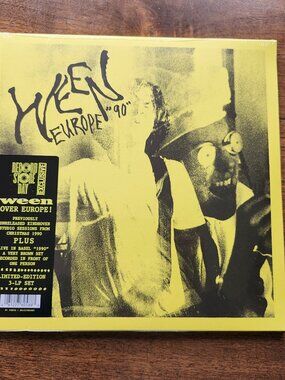 WEEN
EUROPE "90"
RECORD
STORE
DAY
ween
OVER EUROPE!
PREVIOUSLY
UNRELEASED EINDHOVEN
STUDIO SESSIONS FROM
CHRISTMAS 1990
PLUS
LIVE IN BASEL "1990"
A VERY BROWN SET
RECORDED IN FRONT OF
ONE PERSON
LIMITED-EDITION
3-LP SET